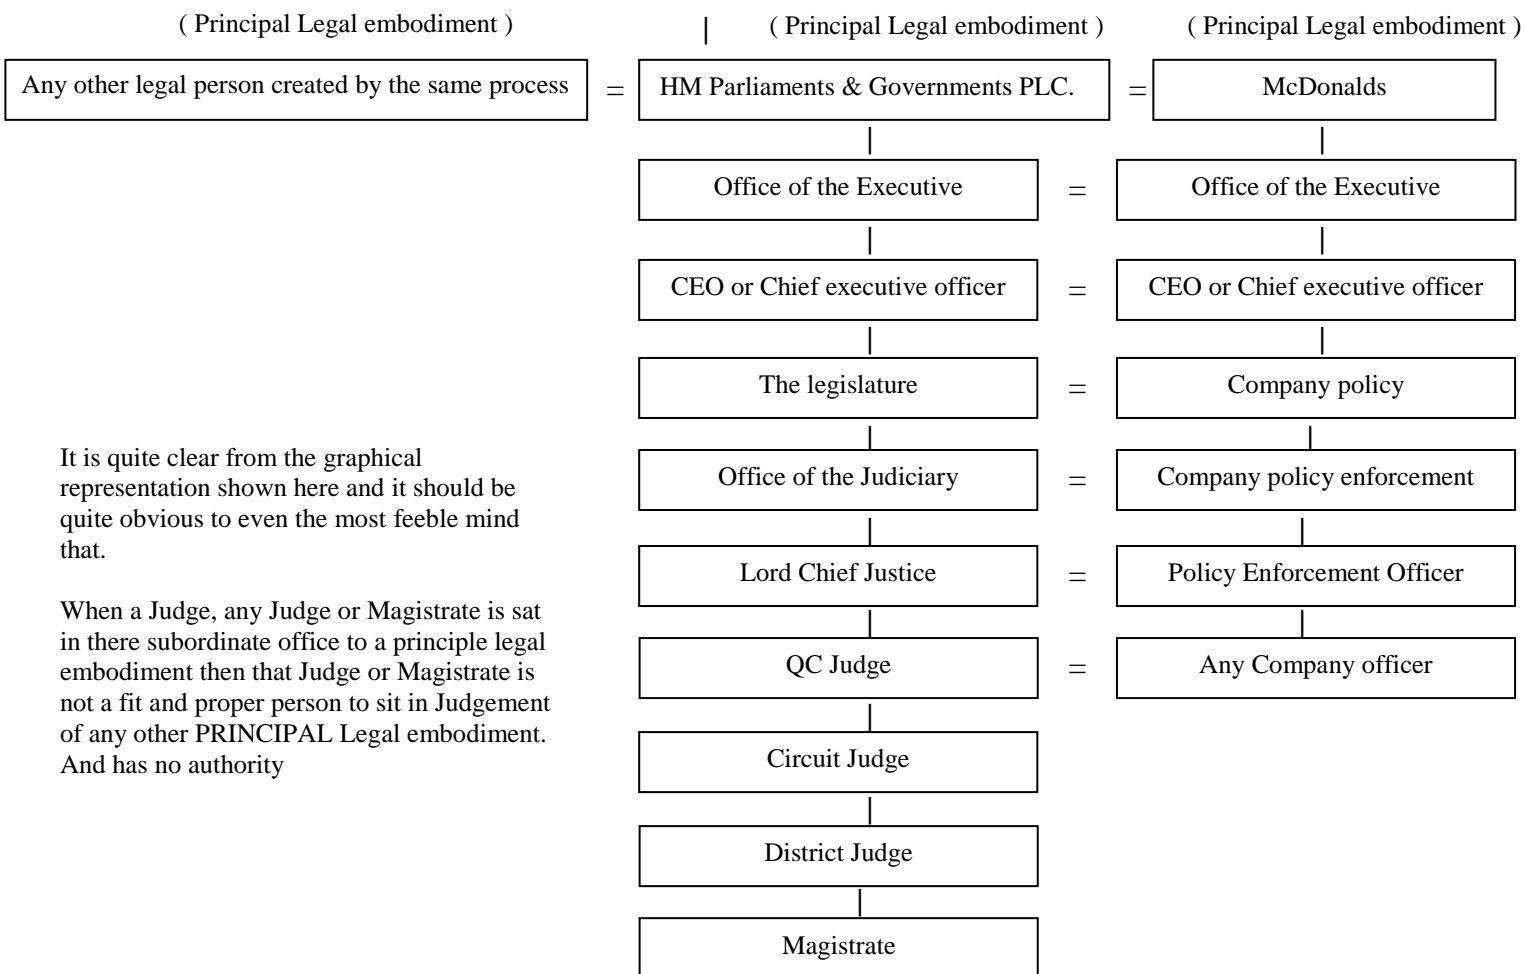 ( Principal Legal embodiment ) | ( Principal Legal embodiment ) ( Principal Legal embodiment )
Any other legal person created by the same process = HM Parliaments & Governments PLC. = McDonalds
Office of the Executive = Office of the Executive
CEO or Chief executive officer = CEO or Chief executive officer
The legislature = Company policy
Office of the Judiciary = Company policy enforcement
Lord Chief Justice = Policy Enforcement Officer
QC Judge = Any Company officer
Circuit Judge
District Judge
Magistrate
It is quite clear from the graphical
representation shown here and it should be
quite obvious to even the most feeble mind
that.
When a Judge, any Judge or Magistrate is sat
in there subordinate office to a principle legal
embodiment then that Judge or Magistrate is
not a fit and proper person to sit in Judgement
of any other PRINCIPAL Legal embodiment.
And has no authority